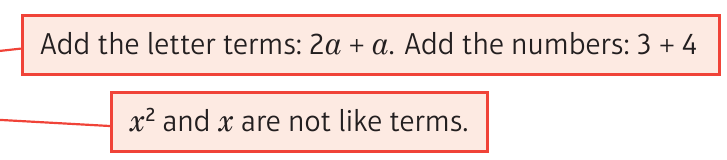 Add the letter terms: 2a + a. Add the numbers: 3 + 4
x² and x are not like terms.